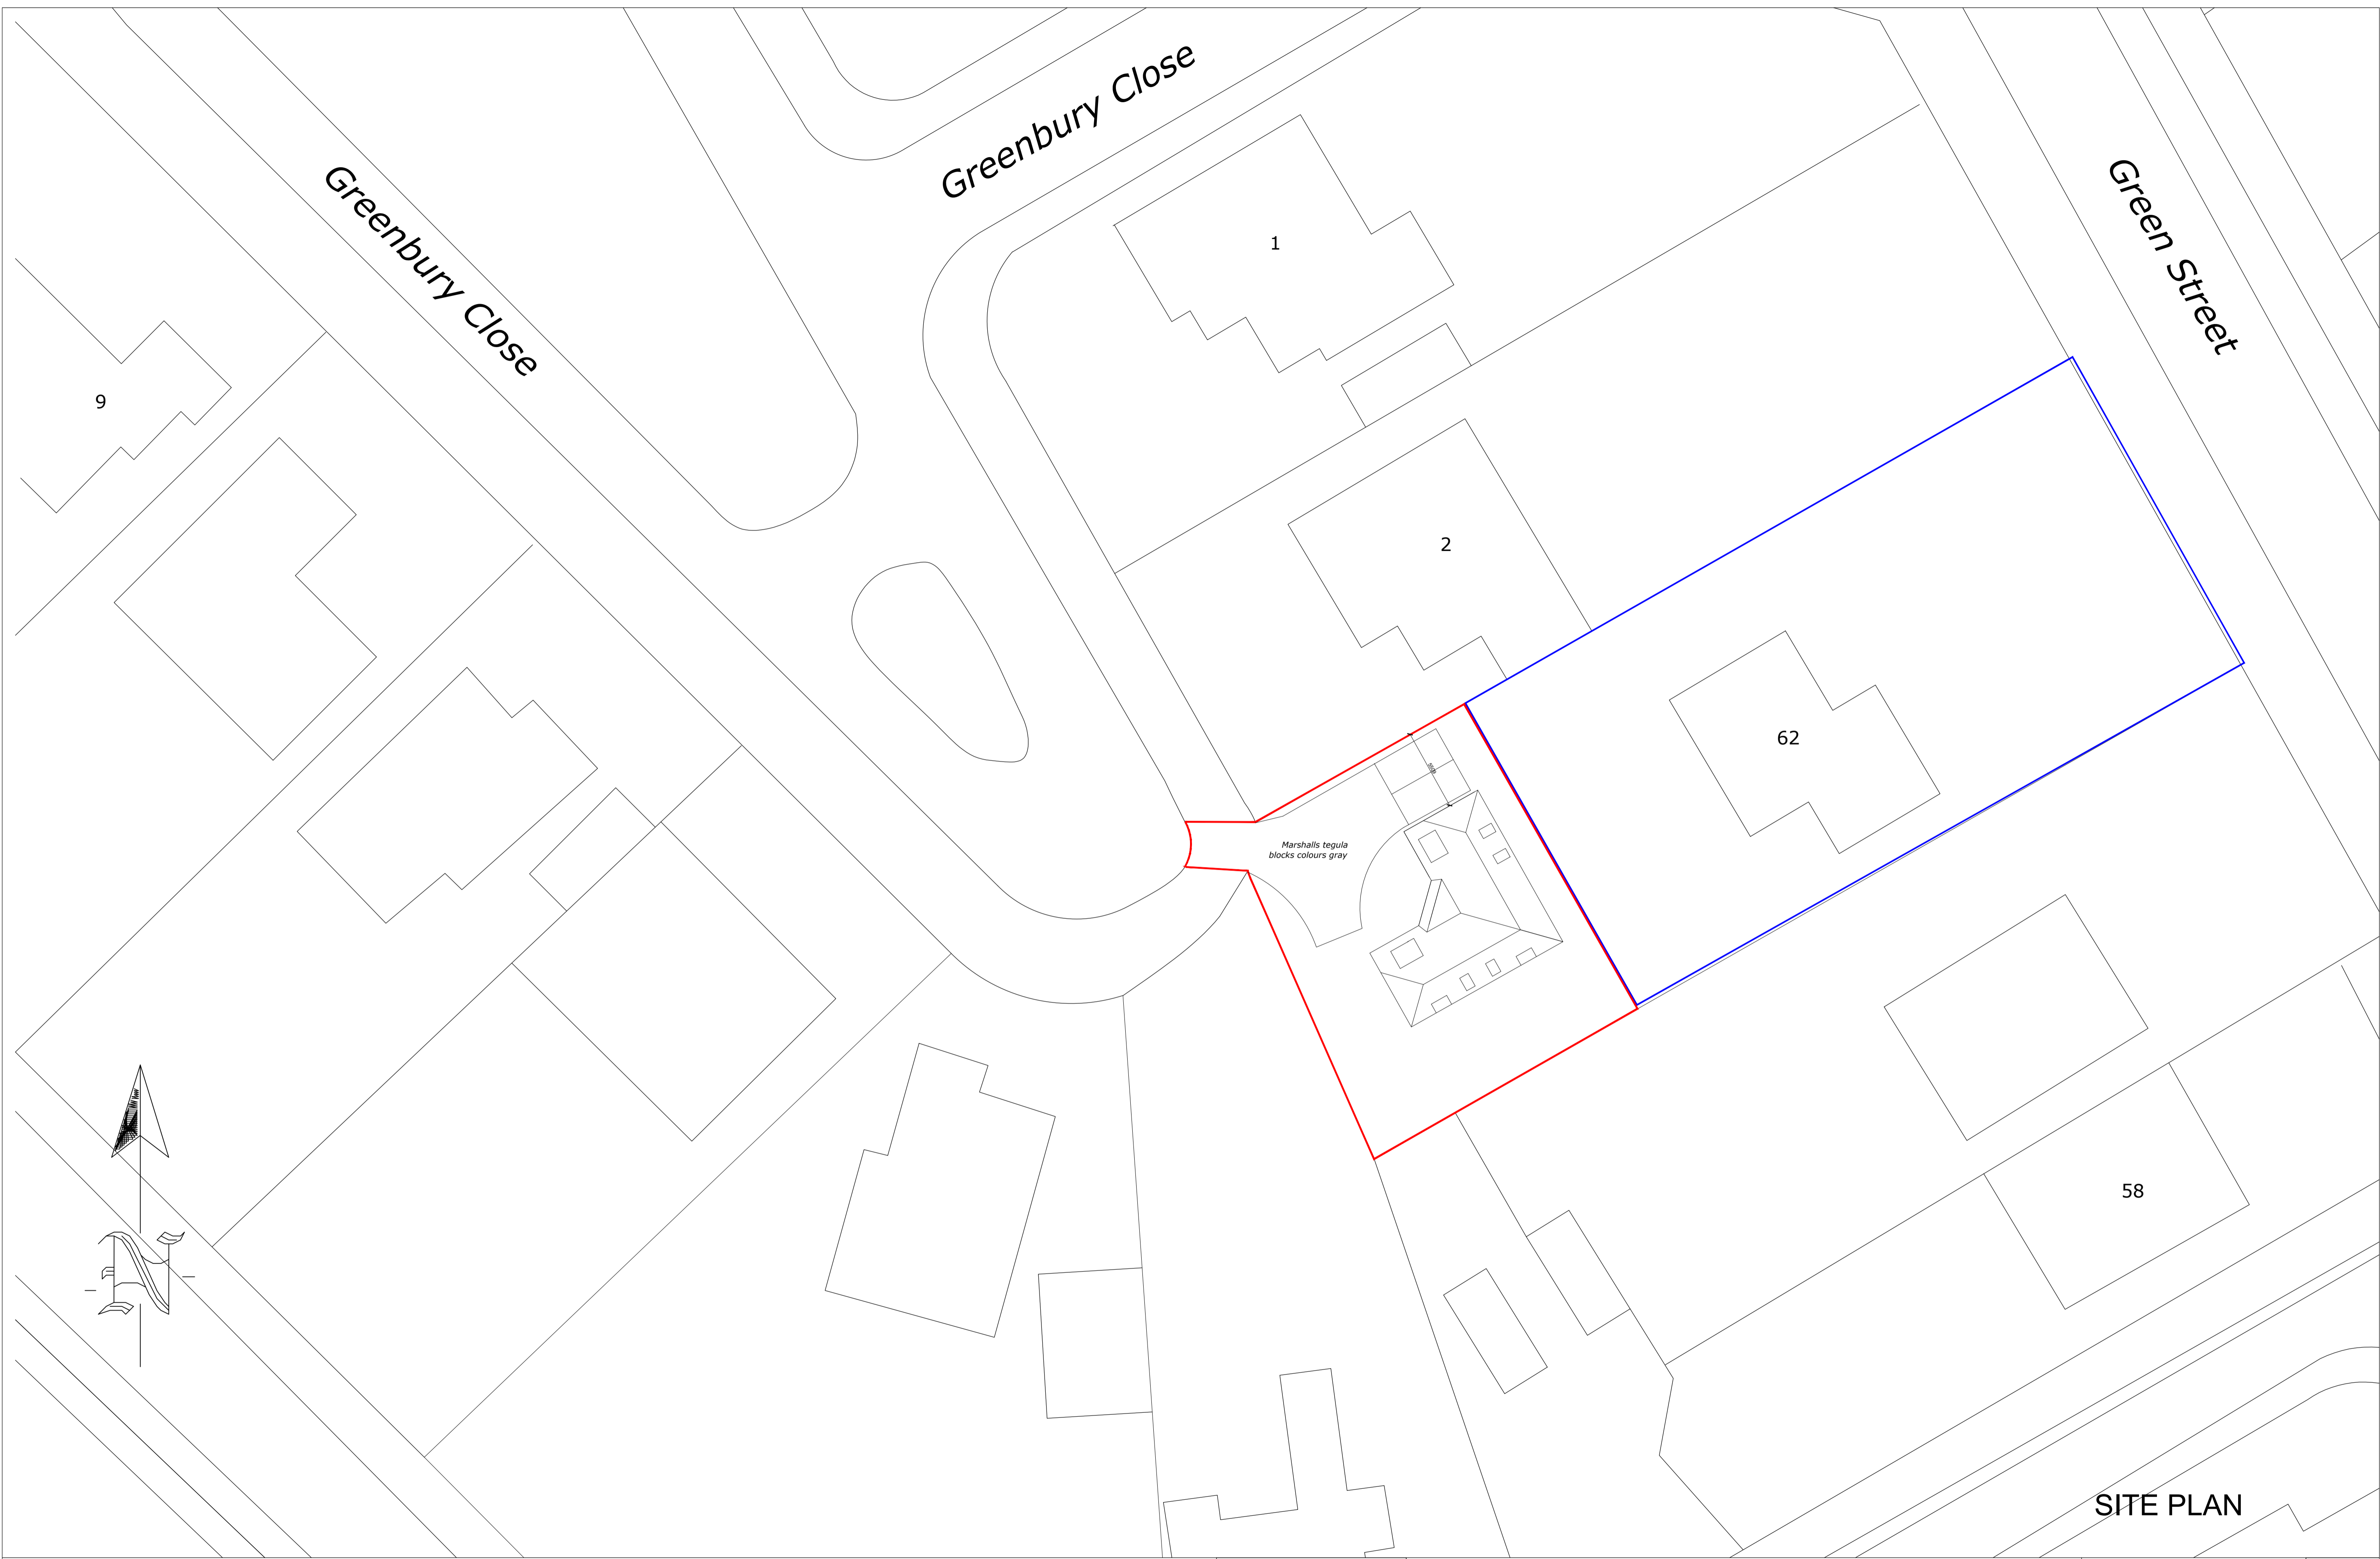 Greenbury Close
Greenbury Close
Green Street
1
9
2
62
Marshalls tegula
blocks colours gray
58
N
SITE PLAN